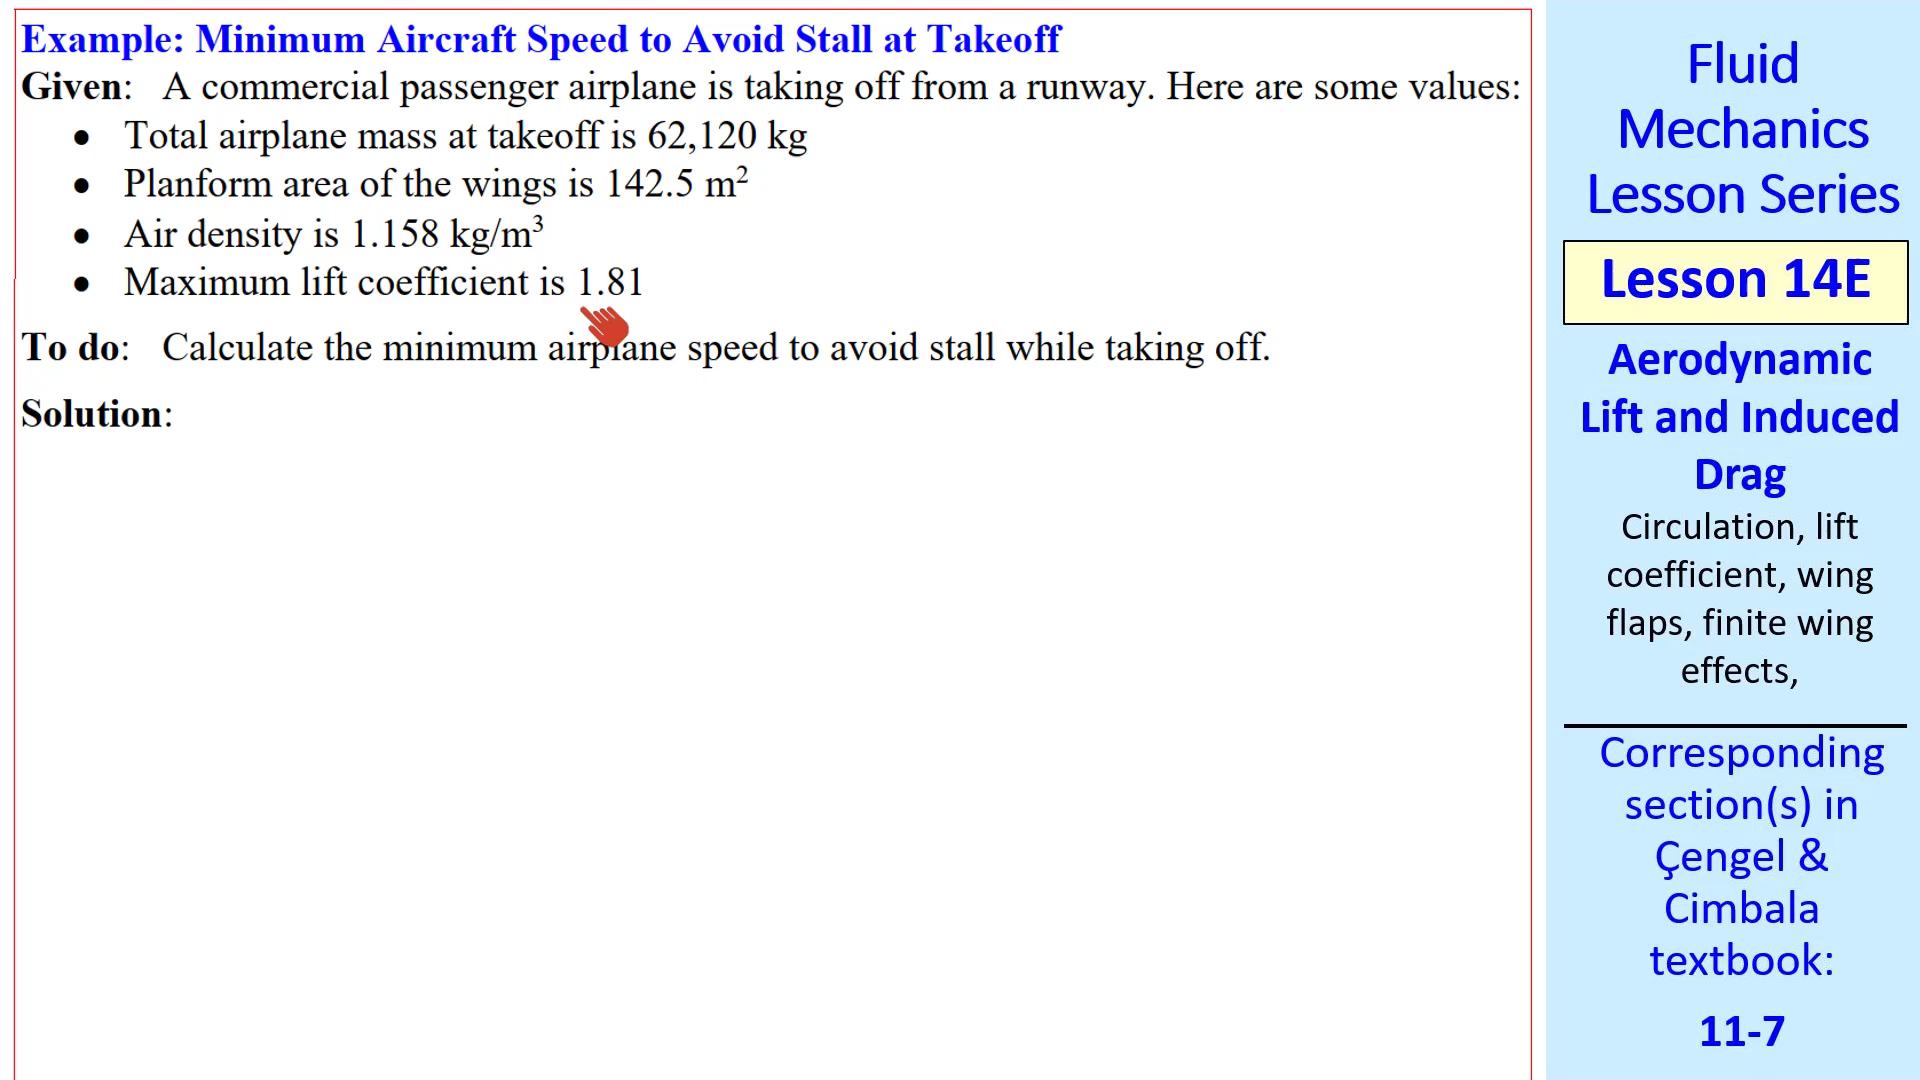 Example: Minimum Aircraft Speed to Avoid Stall at Takeoff
Given: A commercial passenger airplane is taking off from a runway. Here are some values:
• Total airplane mass at takeoff is 62,120 kg
• Planform area of the wings is 142.5 m²
• Air density is 1.158 kg/m³
• Maximum lift coefficient is 1.81
To do: Calculate the minimum airplane speed to avoid stall while taking off.
Solution:
Fluid
Mechanics
Lesson Series
Lesson 14E
Aerodynamic
Lift and Induced
Drag
Circulation, lift
coefficient, wing
flaps, finite wing
effects,
Corresponding
section(s) in
Çengel &
Cimbala
textbook:
11-7